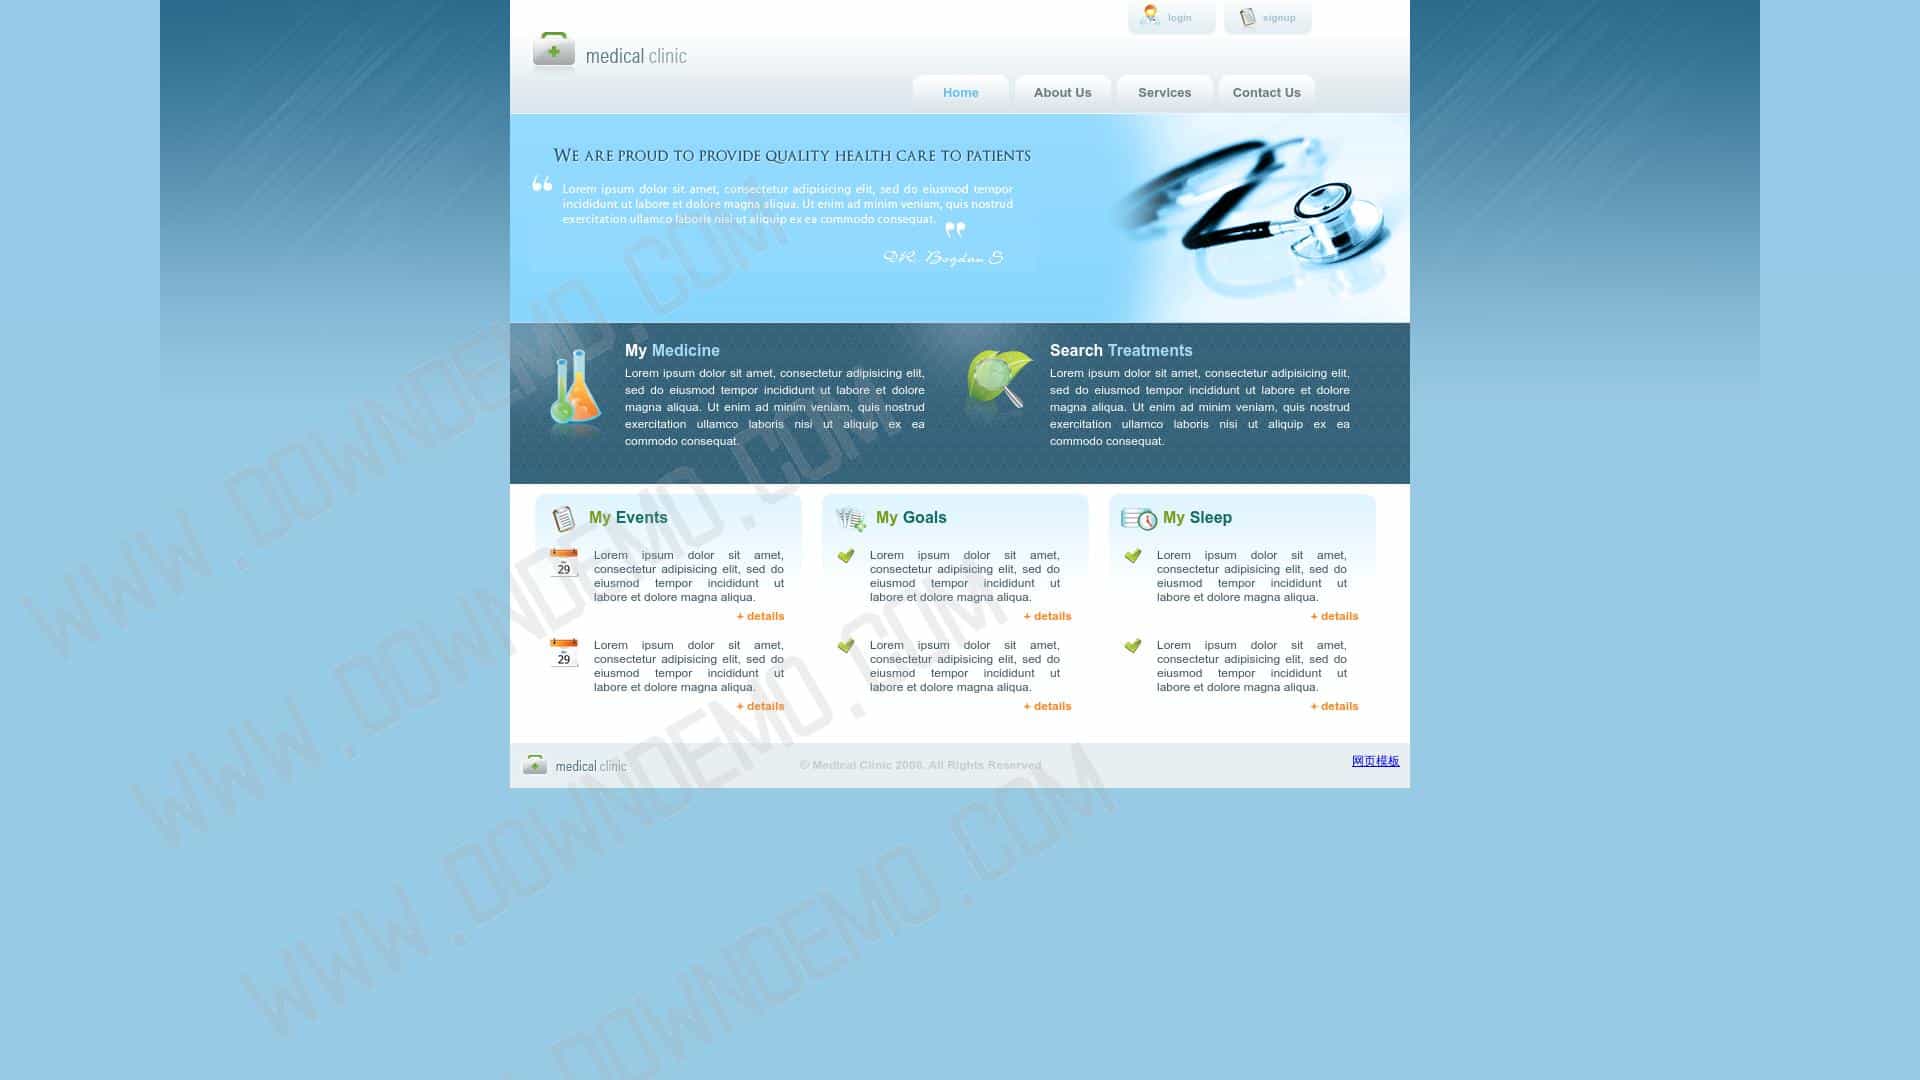 login
signup
medical clinic
Home
About Us
Services
Contact Us
We are proud to provide quality health care to patients
“ Lorem ipsum dolor sit amet, consectetur adipisicing elit, sed do eiusmod tempor
incididunt ut labore et dolore magna aliqua. Ut enim ad minim veniam, quis nostrud
exercitation ullamco laboris nisi ut aliquip ex ea commodo consequat. ”
DR. Bogdan S
My Medicine
Lorem ipsum dolor sit amet, consectetur adipisicing elit,
sed do eiusmod tempor incididunt ut labore et dolore
magna aliqua. Ut enim ad minim veniam, quis nostrud
exercitation ullamco laboris nisi ut aliquip ex ea
commodo consequat.
Search Treatments
Lorem ipsum dolor sit amet, consectetur adipisicing elit,
sed do eiusmod tempor incididunt ut labore et dolore
magna aliqua. Ut enim ad minim veniam, quis nostrud
exercitation ullamco laboris nisi ut aliquip ex ea
commodo consequat.
My Events
29
Lorem ipsum dolor sit amet,
consectetur adipisicing elit, sed do
eiusmod tempor incididunt ut
labore et dolore magna aliqua.
+ details
29
Lorem ipsum dolor sit amet,
consectetur adipisicing elit, sed do
eiusmod tempor incididunt ut
labore et dolore magna aliqua.
+ details
My Goals
Lorem ipsum dolor sit amet,
consectetur adipisicing elit, sed do
eiusmod tempor incididunt ut
labore et dolore magna aliqua.
+ details
Lorem ipsum dolor sit amet,
consectetur adipisicing elit, sed do
eiusmod tempor incididunt ut
labore et dolore magna aliqua.
+ details
My Sleep
Lorem ipsum dolor sit amet,
consectetur adipisicing elit, sed do
eiusmod tempor incididunt ut
labore et dolore magna aliqua.
+ details
Lorem ipsum dolor sit amet,
consectetur adipisicing elit, sed do
eiusmod tempor incididunt ut
labore et dolore magna aliqua.
+ details
medical clinic
© Medical Clinic 2008. All Rights Reserved
网页模板
WWW.DOWNDEMO.COM
WWW.DOWNDEMO.COM
WWW.DOWNDEMO.COM
.DOWNDEMO.COM